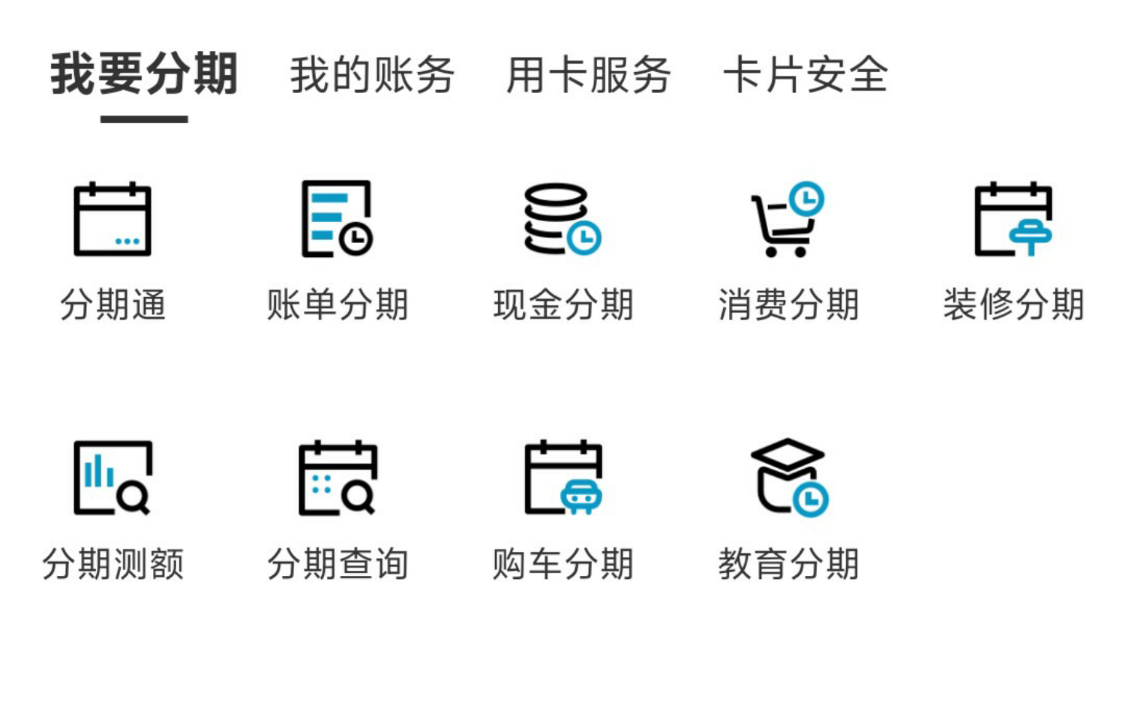 我要分期 我的账务 用卡服务 卡片安全
分期通 账单分期 现金分期 消费分期 装修分期
分期测额 分期查询 购车分期 教育分期